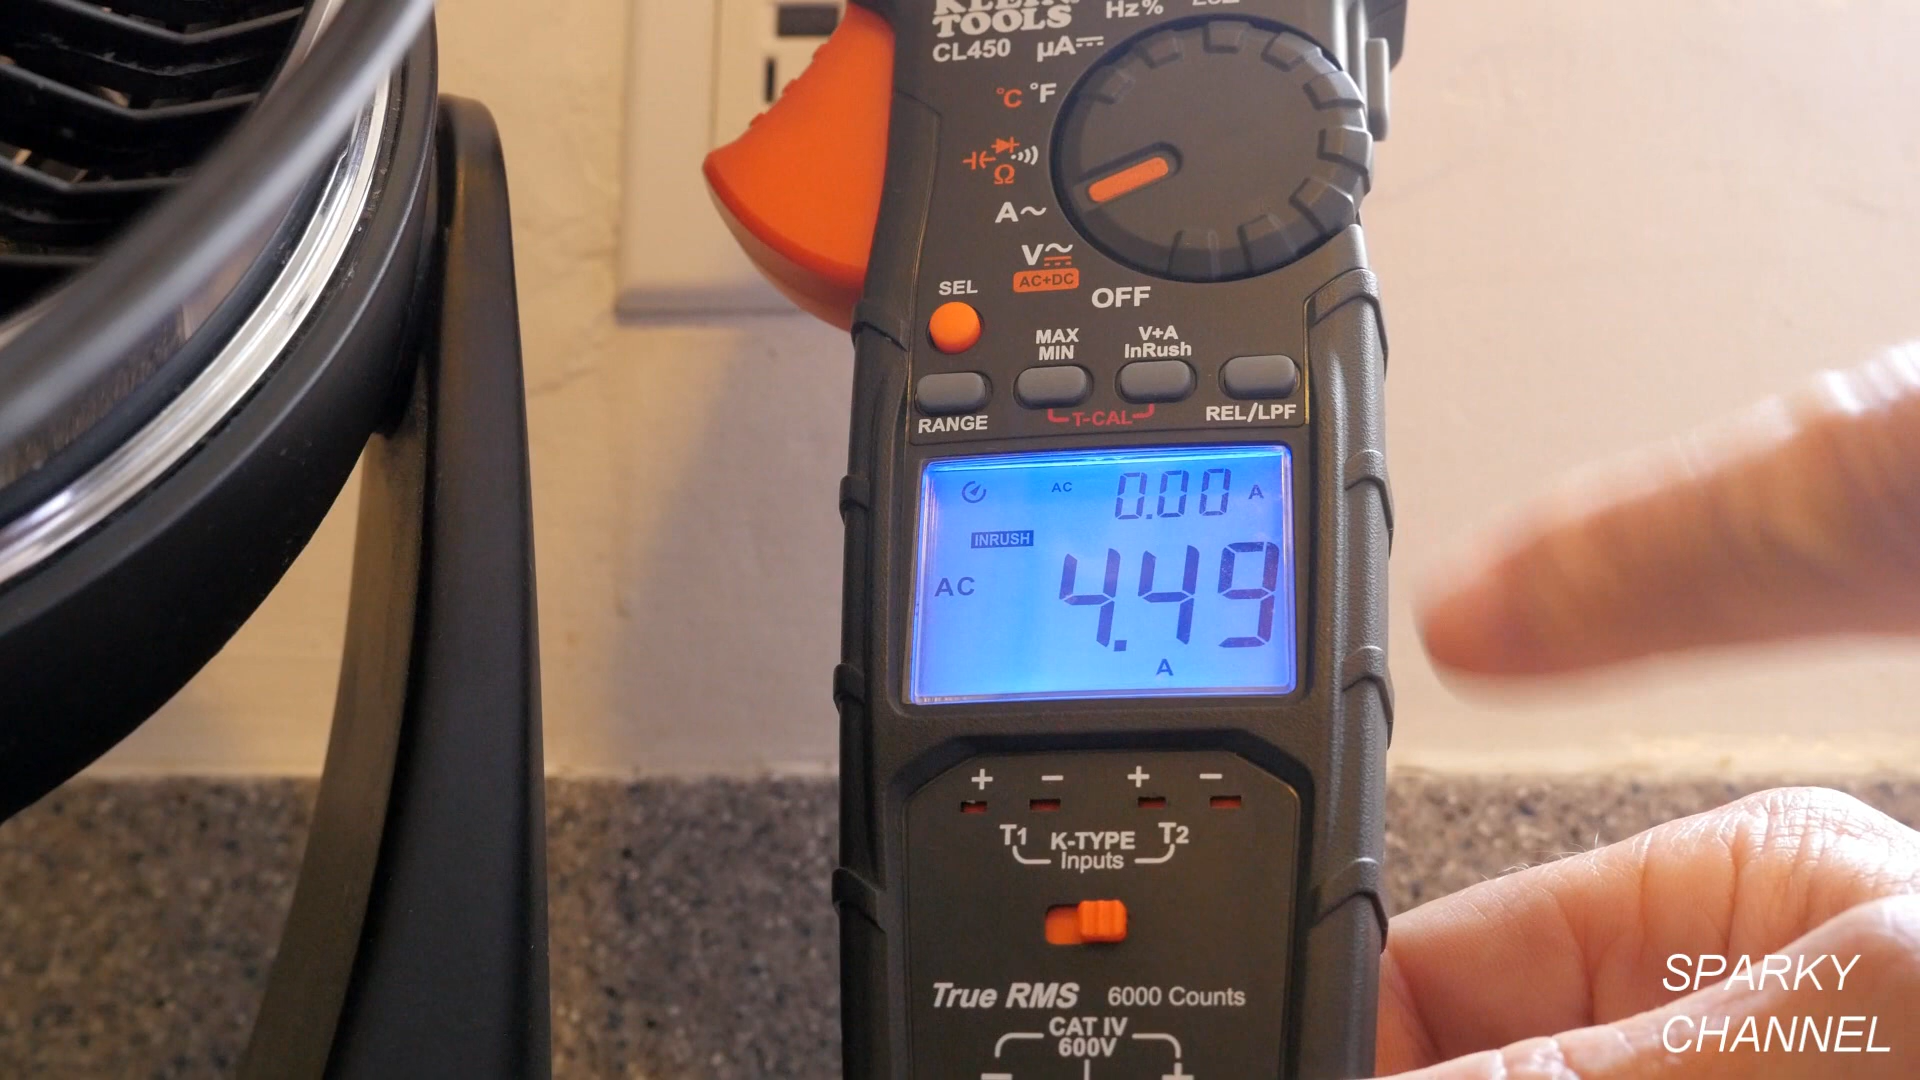 KLEIN
TOOLS
Hz%
CL450
µA
°C °F
Ω
A~
V
AC+DC
OFF
SEL
MAX
MIN
V+A
InRush
RANGE
T-CAL
REL/LPF
AC 0.00 A
INRUSH
AC 4.49
A
+ − + −
T1 K-TYPE T2
Inputs
True RMS 6000 Counts
CAT IV
600V
− +
SPARKY
CHANNEL